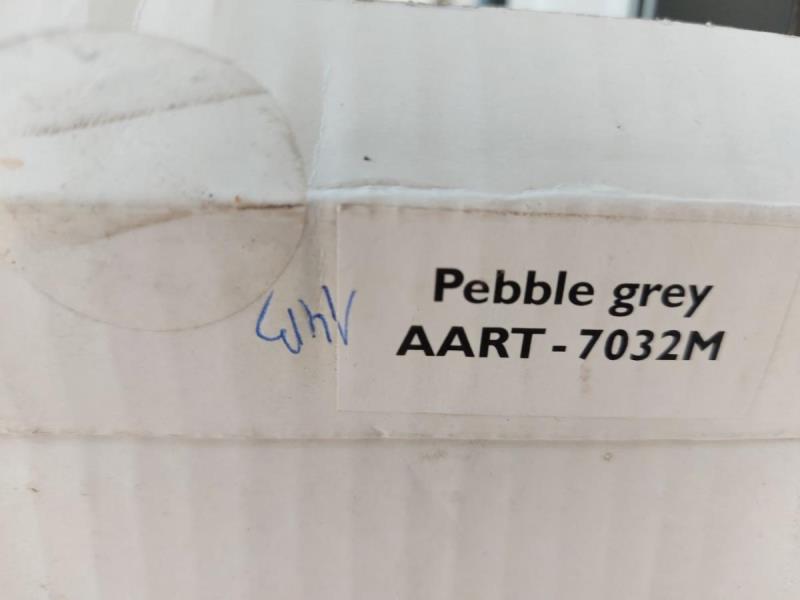 Pebble grey
AART - 7032M